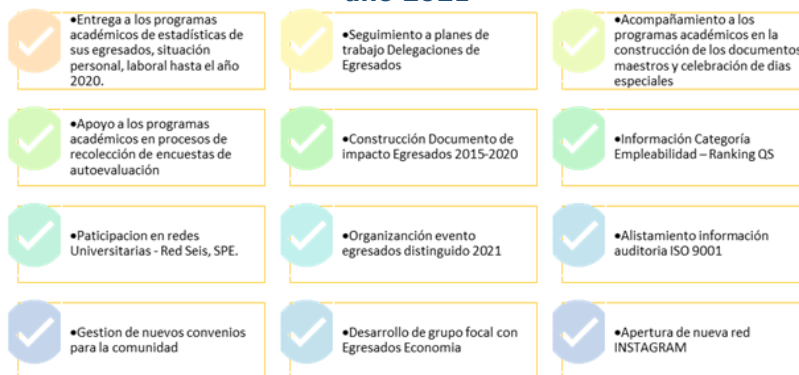 año 2021
•Entrega a los programas
académicos de estadísticas de
sus egresados, situación
personal, laboral hasta el año
2020.
•Seguimiento a planes de
trabajo Delegaciones de
Egresados
•Acompañamiento a los
programas académicos en la
construcción de los documentos
maestros y celebración de dias
especiales
•Apoyo a los programas
académicos en procesos de
recolección de encuestas de
autoevaluación
•Construcción Documento de
impacto Egresados 2015-2020
•Información Categoría
Empleabilidad – Ranking QS
•Paticipacion en redes
Universitarias - Red Seis, SPE.
•Organizanción evento
egresados distinguido 2021
•Alistamiento información
auditoria ISO 9001
•Gestion de nuevos convenios
para la comunidad
•Desarrollo de grupo focal con
Egresados Economia
•Apertura de nueva red
INSTAGRAM